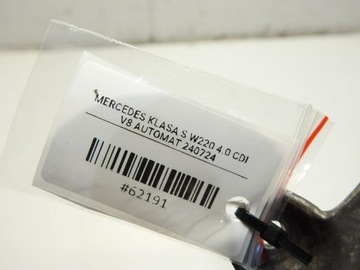 MERCEDES KLASA S W220 4.0 CDI
V8 AUTOMAT 240724
#62191